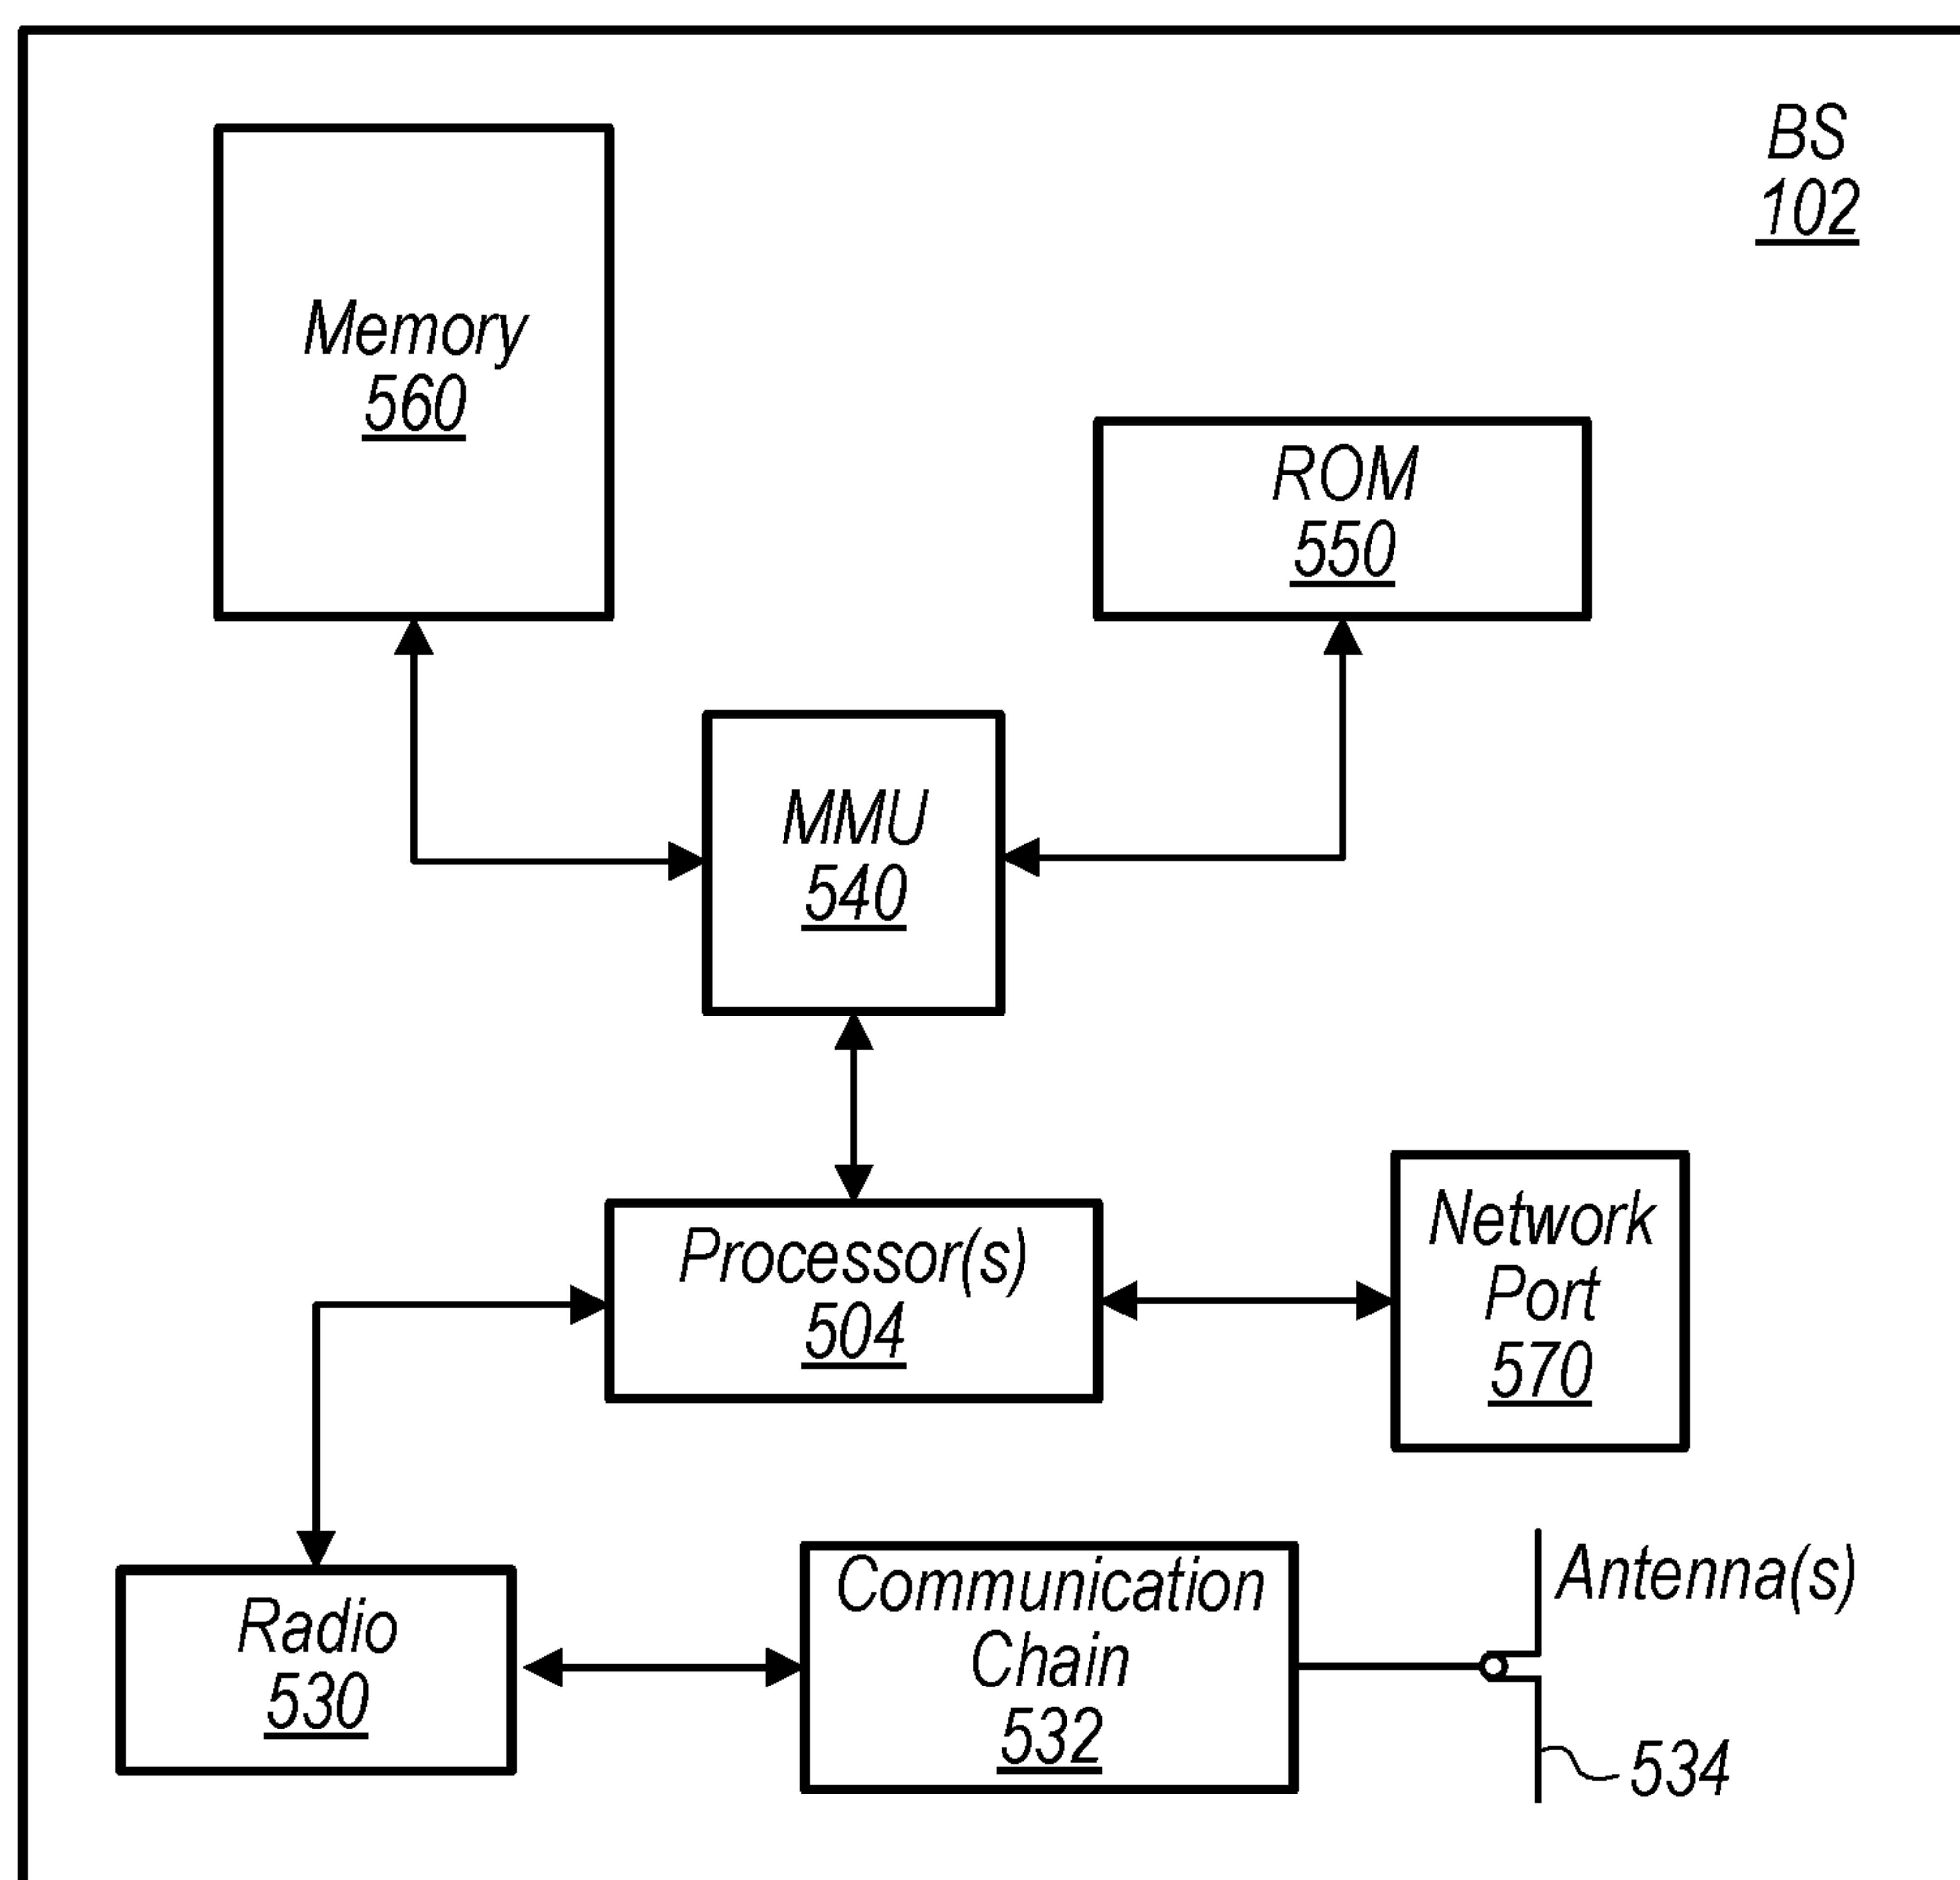 BS
102
Memory
560
ROM
550
MMU
540
Processor(s)
504
Network
Port
570
Radio
530
Communication
Chain
532
Antenna(s)
534